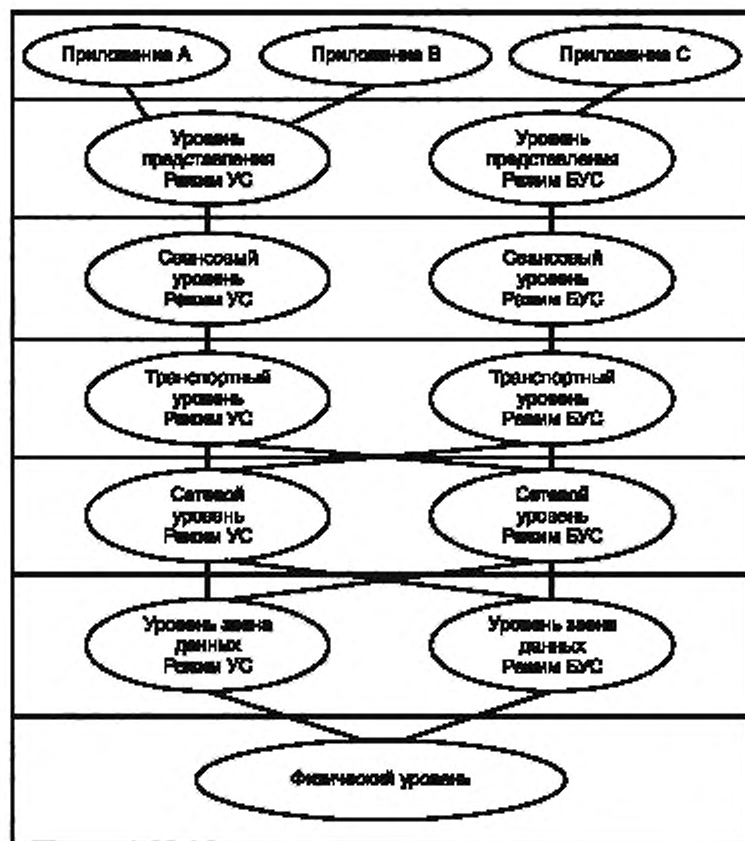 Приложение A
Приложение B
Приложение C
Уровень
представления
Режим УС
Уровень
представления
Режим БУС
Сеансовый
уровень
Режим УС
Сеансовый
уровень
Режим БУС
Транспортный
уровень
Режим УС
Транспортный
уровень
Режим БУС
Сетевой
уровень
Режим УС
Сетевой
уровень
Режим БУС
Уровень звена
данных
Режим УС
Уровень звена
данных
Режим БУС
Физический уровень